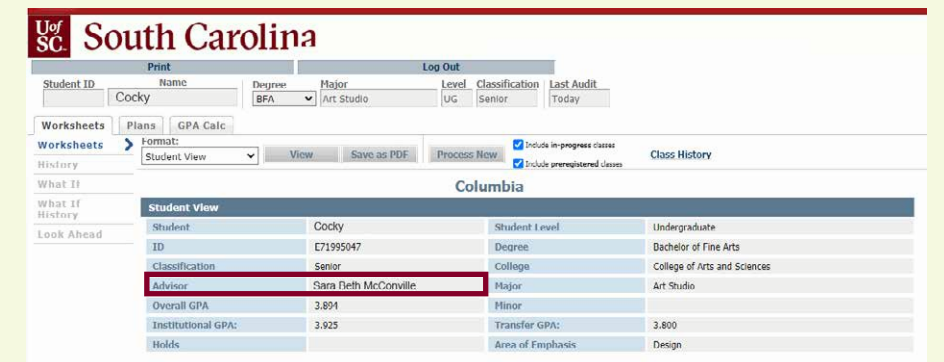 UofSC South Carolina
Print Log Out
Student ID Name Degree Major Level Classification Last Audit
Cocky BFA Art Studio UG Senior Today
Worksheets Plans GPA Calc
Worksheets Format: Include in-progress classes
Student View View Save as PDF Process New Class History
History Include preregistered classes
What If Columbia
What If History Student View
Look Ahead
Student Cocky Student Level Undergraduate
ID E71995047 Degree Bachelor of Fine Arts
Classification Senior College College of Arts and Sciences
Advisor Sara Beth McConville Major Art Studio
Overall GPA 3.894 Minor
Institutional GPA: 3.925 Transfer GPA: 3.800
Holds Area of Emphasis Design